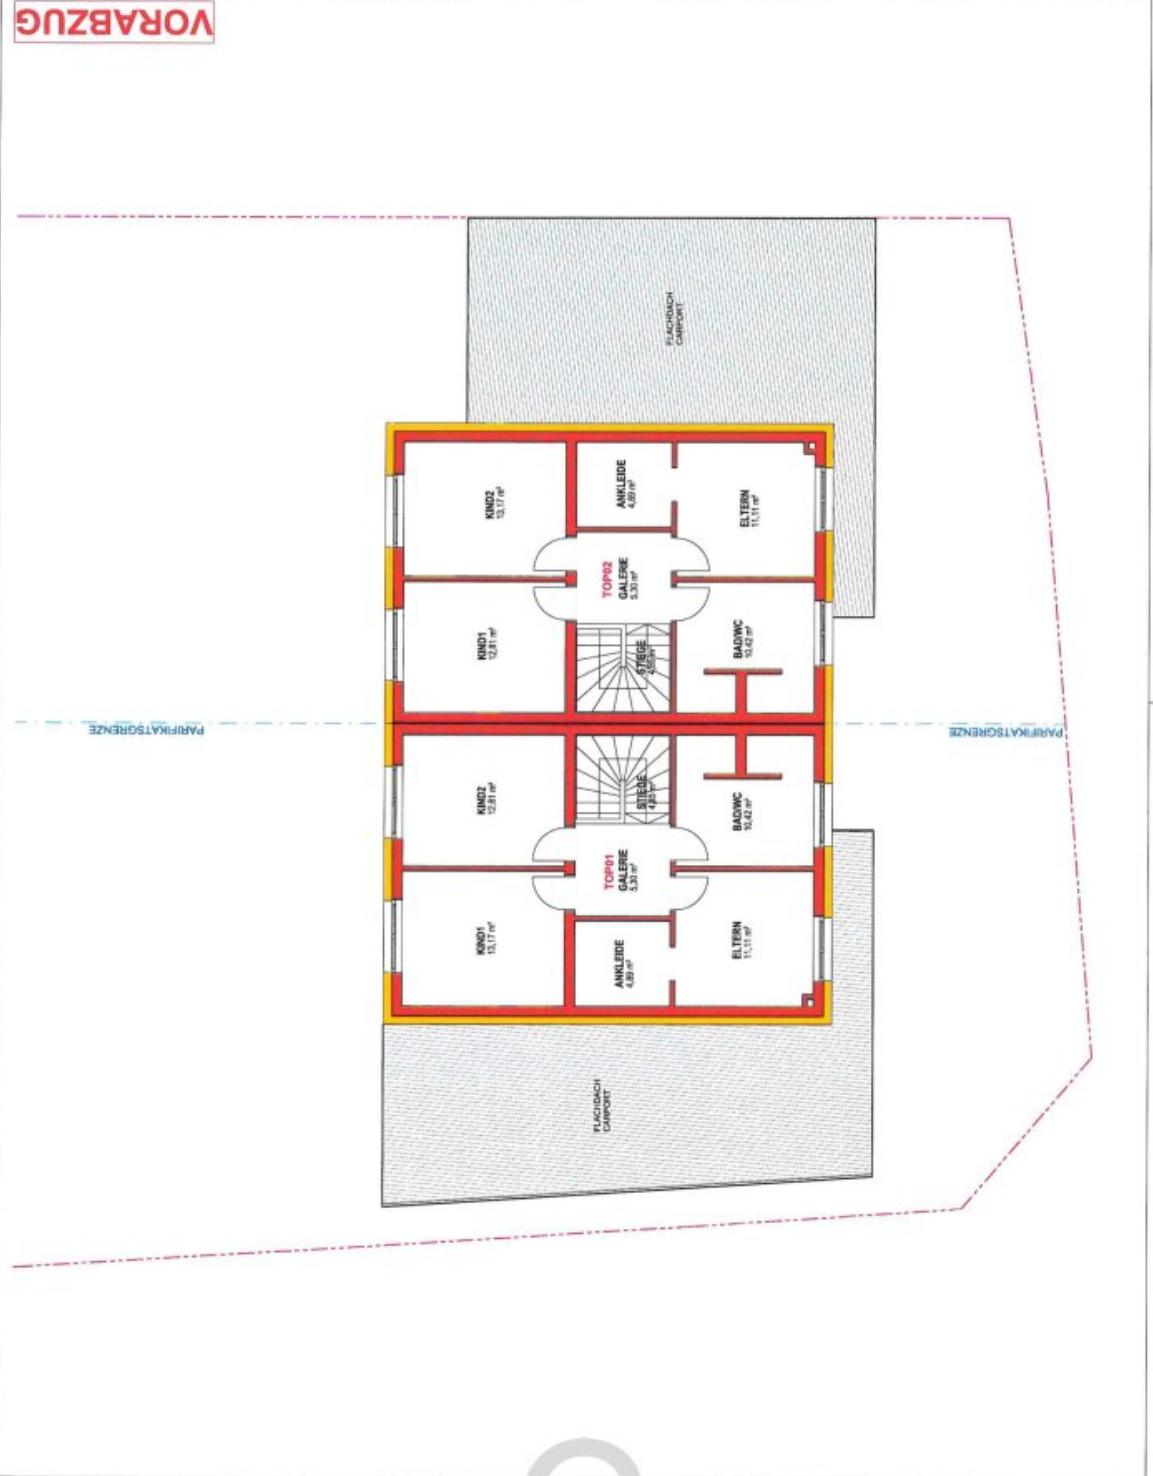 VORABZUG
FLACHDACH
CARPORT
KIND2
13,17 m²
ANKLEIDE
4,89 m²
ELTERN
11,11 m²
TOP02
GALERIE
5,30 m²
KIND1
12,81 m²
STIEGE
BAD/WC
10,42 m²
PARIFIKATSGRENZE
PARIFIKATSGRENZE
KIND2
12,81 m²
STIEGE
BAD/WC
10,42 m²
TOP01
GALERIE
5,30 m²
KIND1
13,17 m²
ANKLEIDE
4,89 m²
ELTERN
11,11 m²
FLACHDACH
CARPORT